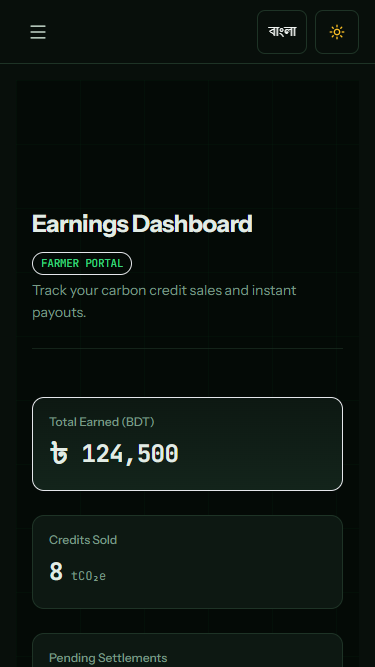 বাংলা
Earnings Dashboard
FARMER PORTAL
Track your carbon credit sales and instant
payouts.
Total Earned (BDT)
৳ 124,500
Credits Sold
8 tCO₂e
Pending Settlements